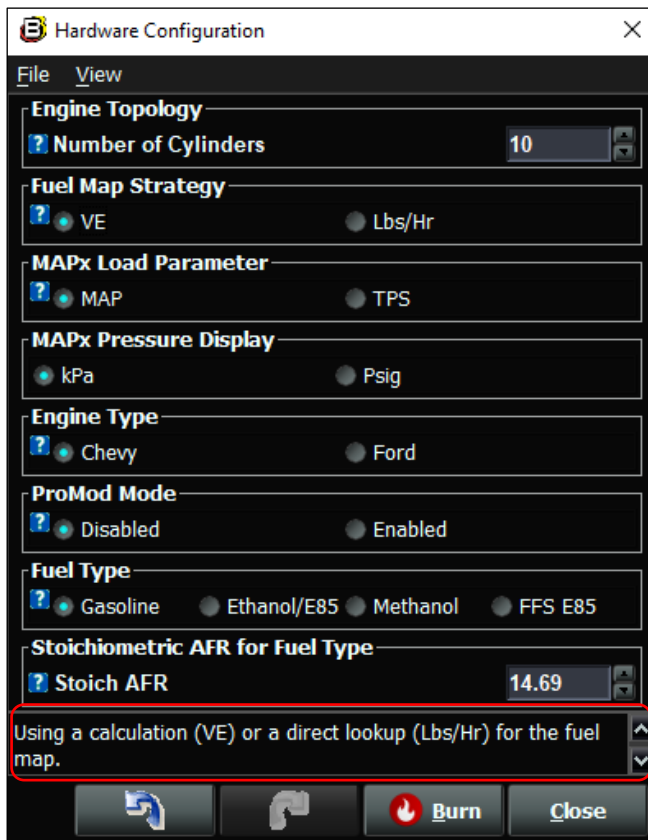 Hardware Configuration
File View
Engine Topology
Number of Cylinders 10
Fuel Map Strategy
VE Lbs/Hr
MAPx Load Parameter
MAP TPS
MAPx Pressure Display
kPa Psig
Engine Type
Chevy Ford
ProMod Mode
Disabled Enabled
Fuel Type
Gasoline Ethanol/E85 Methanol FFS E85
Stoichiometric AFR for Fuel Type
Stoich AFR 14.69
Using a calculation (VE) or a direct lookup (Lbs/Hr) for the fuel
map.
Burn Close